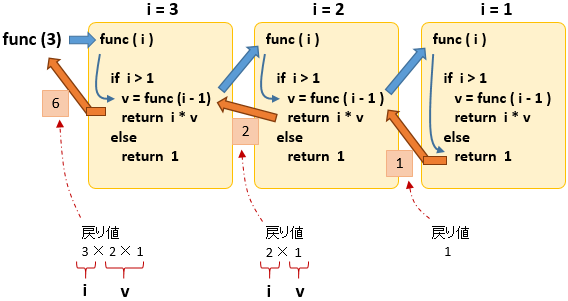 i = 3
i = 2
i = 1
func (3)
func ( i )
if i > 1
v = func (i - 1)
return i * v
else
return 1
func ( i )
if i > 1
v = func ( i - 1 )
return i * v
else
return 1
func ( i )
if i > 1
v = func ( i - 1 )
return i * v
else
return 1
6
2
1
戻り値
3 × 2 × 1
i v
戻り値
2 × 1
i v
戻り値
1